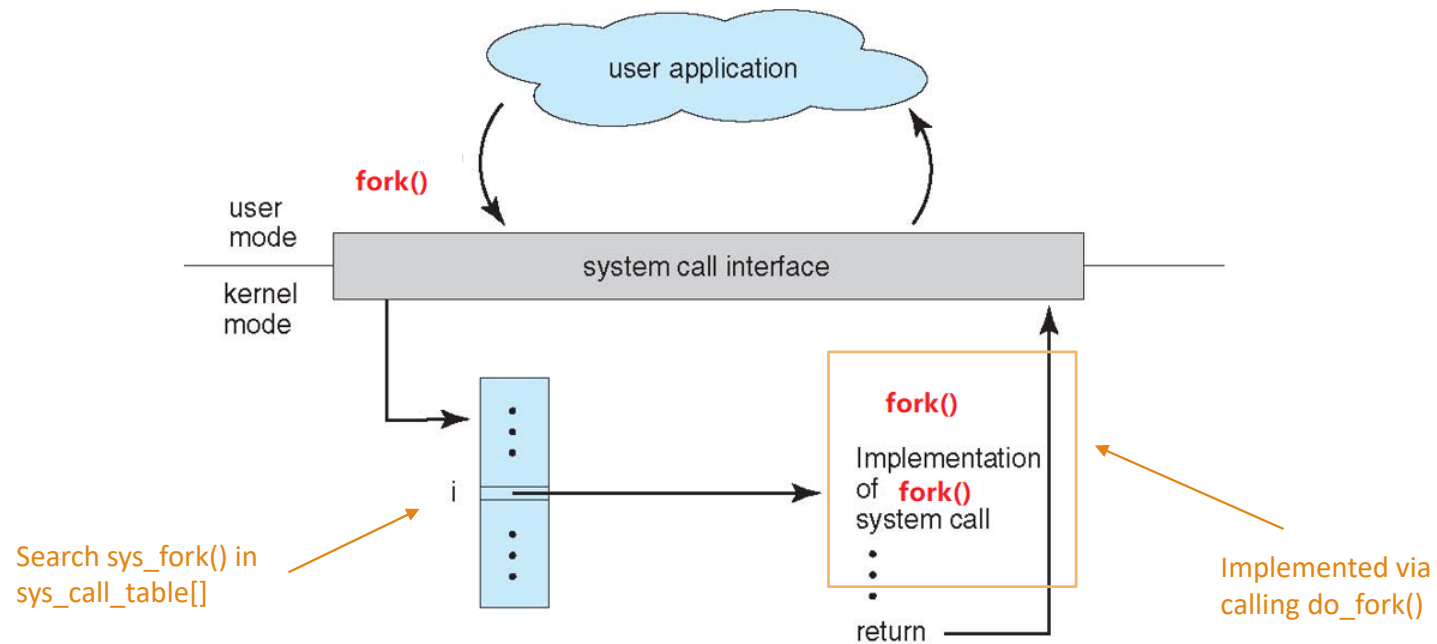 user application
fork()
user
mode
system call interface
kernel
mode
fork()
Implementation
of fork()
system call
i
Search sys_fork() in
sys_call_table[]
Implemented via
calling do_fork()
return